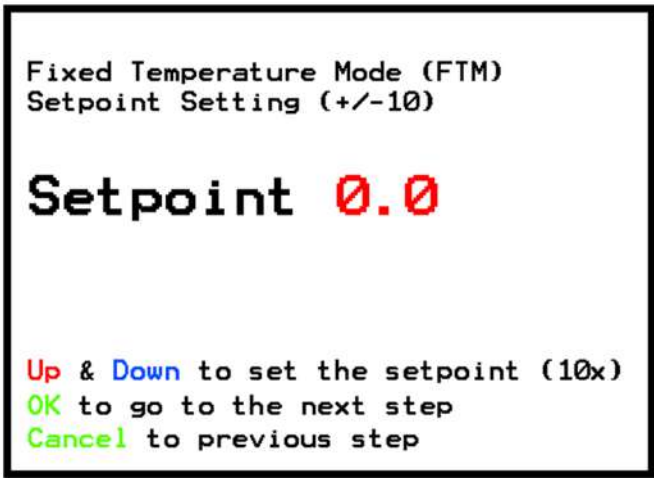 Fixed Temperature Mode (FTM)
Setpoint Setting (+/-10)
Setpoint 0.0
Up & Down to set the setpoint (10x)
OK to go to the next step
Cancel to previous step